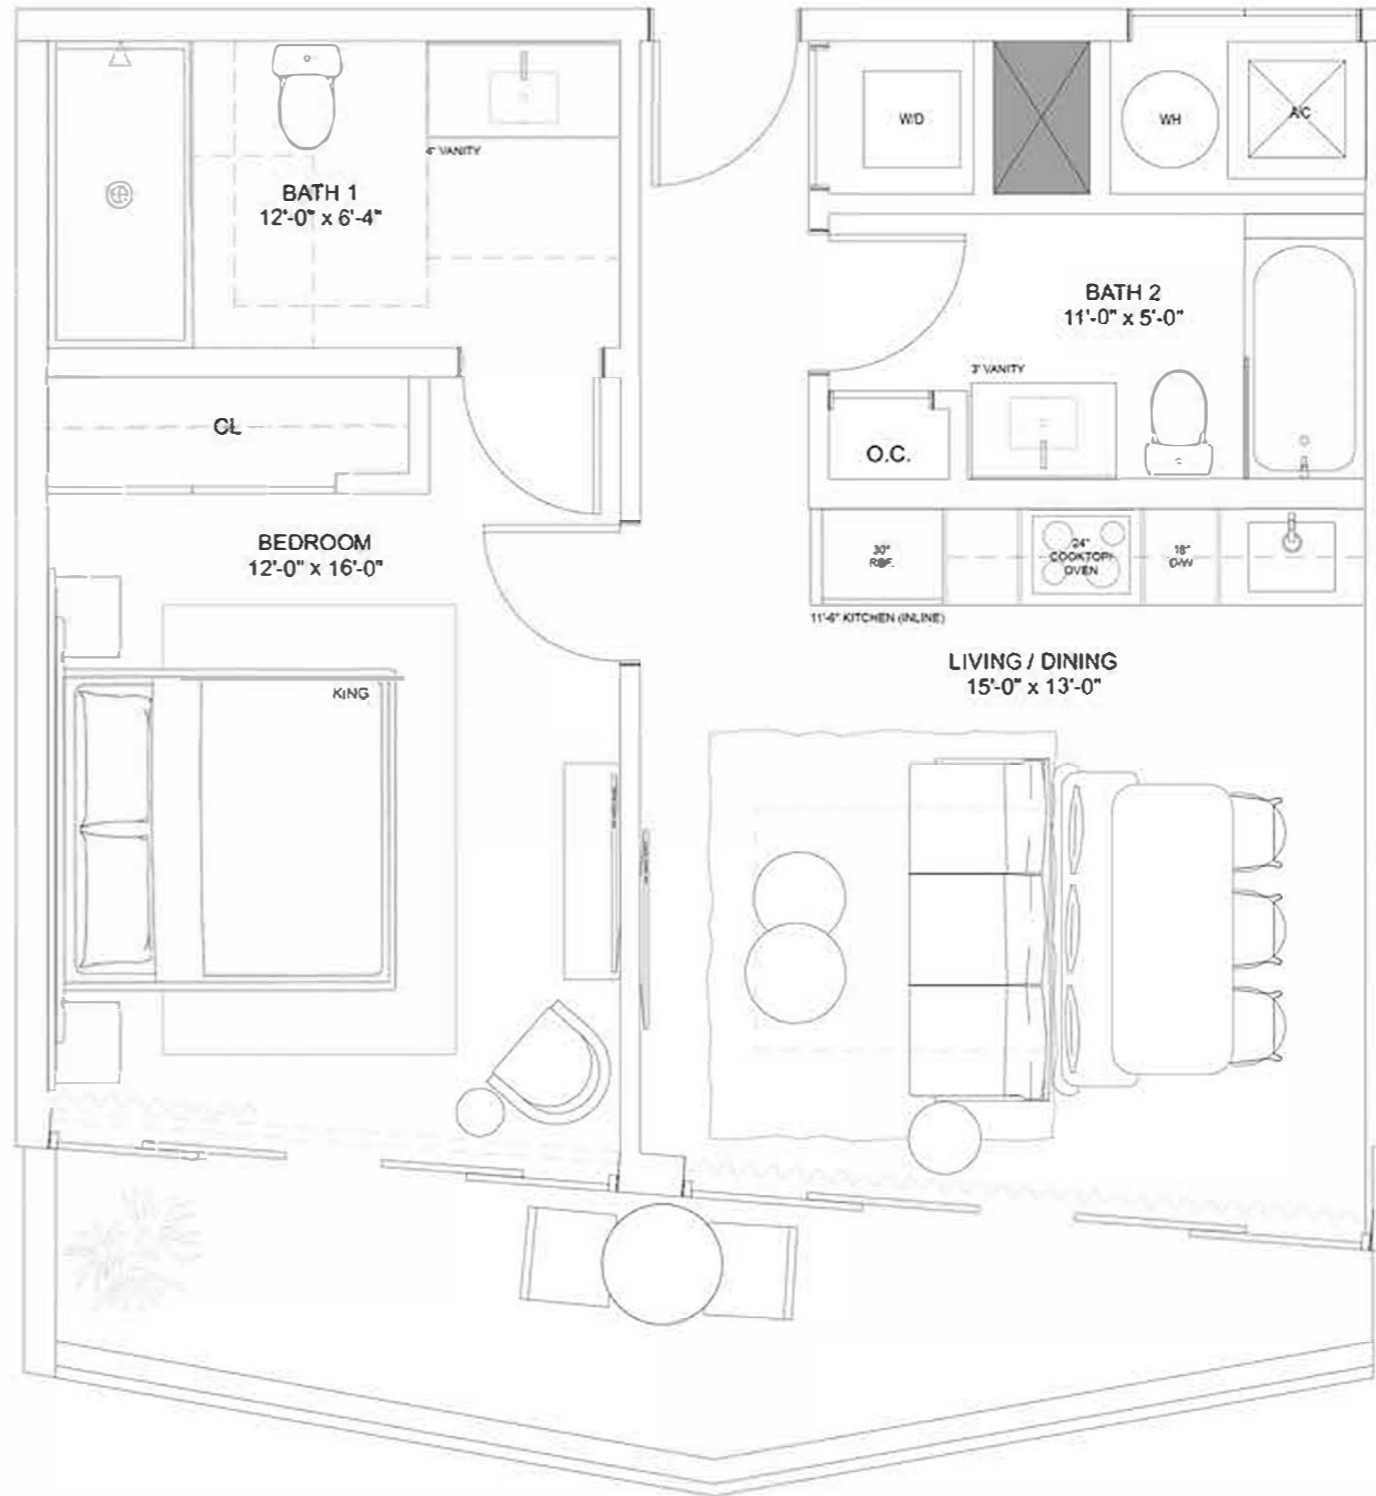 W/D
WH
A/C
4' VANITY
BATH 1
12'-0" x 6'-4"
BATH 2
11'-0" x 5'-0"
3' VANITY
CL
O.C.
BEDROOM
12'-0" x 16'-0"
30"
REF.
24"
COOKTOP/
OVEN
18"
D/W
11'-6" KITCHEN (INLINE)
LIVING / DINING
15'-0" x 13'-0"
KING